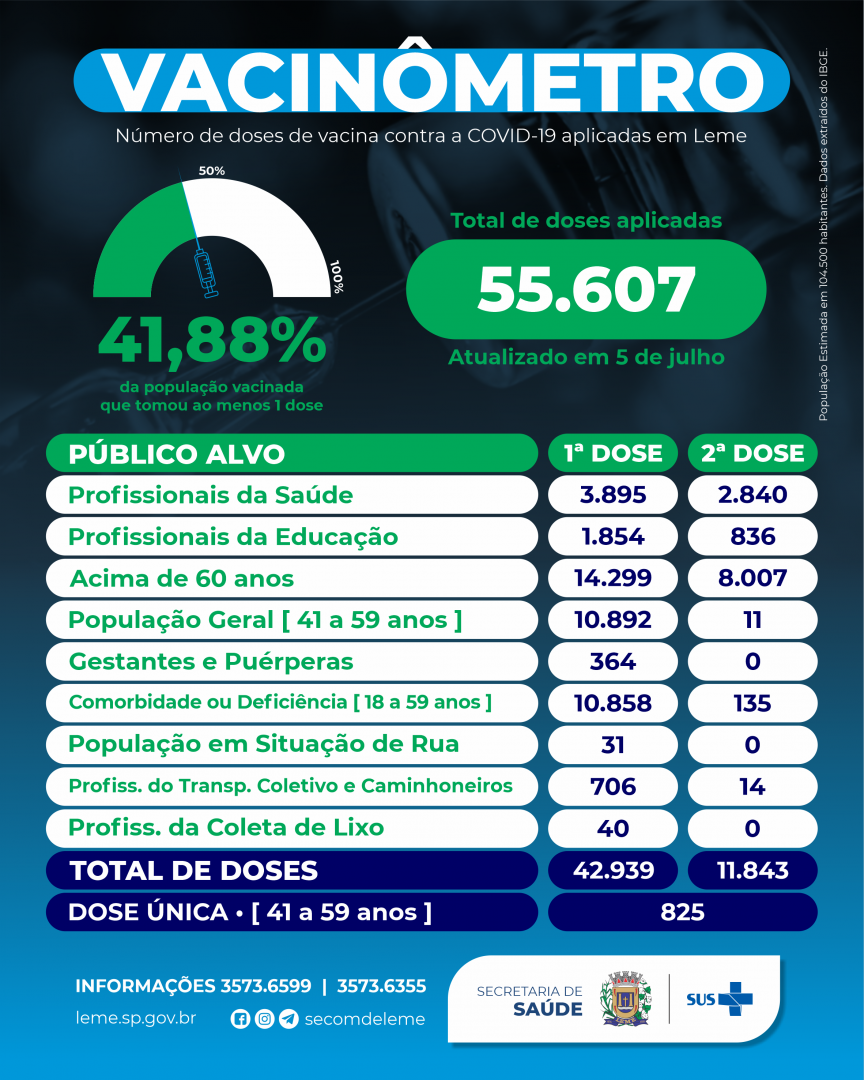 VACINÔMETRO
Número de doses de vacina contra a COVID-19 aplicadas em Leme
População Estimada em 104.500 habitantes. Dados extraídos do IBGE.
50%
100%
41,88%
da população vacinada
que tomou ao menos 1 dose
Total de doses aplicadas
55.607
Atualizado em 5 de julho
PÚBLICO ALVO 1ª DOSE 2ª DOSE
Profissionais da Saúde 3.895 2.840
Profissionais da Educação 1.854 836
Acima de 60 anos 14.299 8.007
População Geral [ 41 a 59 anos ] 10.892 11
Gestantes e Puérperas 364 0
Comorbidade ou Deficiência [ 18 a 59 anos ] 10.858 135
População em Situação de Rua 31 0
Profiss. do Transp. Coletivo e Caminhoneiros 706 14
Profiss. da Coleta de Lixo 40 0
TOTAL DE DOSES 42.939 11.843
DOSE ÚNICA • [ 41 a 59 anos ] 825
INFORMAÇÕES 3573.6599 | 3573.6355
leme.sp.gov.br secomdeleme
SECRETARIA DE
SAÚDE
SUS